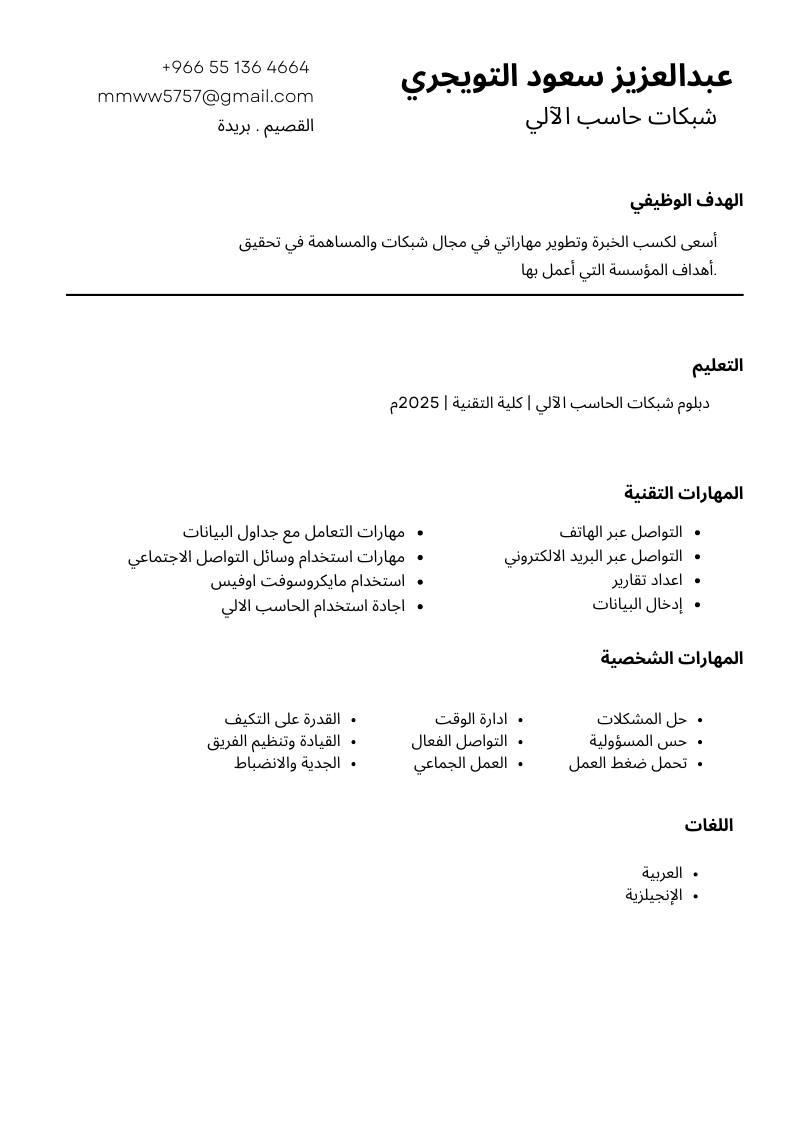 عبدالعزيز سعود التويجري
شبكات حاسب الآلي
+966 55 136 4664
mmww5757@gmail.com
القصيم . بريدة
الهدف الوظيفي
أسعى لكسب الخبرة وتطوير مهاراتي في مجال شبكات والمساهمة في تحقيق
.أهداف المؤسسة التي أعمل بها
التعليم
دبلوم شبكات الحاسب الآلي | كلية التقنية | 2025م
المهارات التقنية
• التواصل عبر الهاتف
• التواصل عبر البريد الالكتروني
• اعداد تقارير
• إدخال البيانات
• مهارات التعامل مع جداول البيانات
• مهارات استخدام وسائل التواصل الاجتماعي
• استخدام مايكروسوفت اوفيس
• اجادة استخدام الحاسب الالي
المهارات الشخصية
• حل المشكلات
• حس المسؤولية
• تحمل ضغط العمل
• ادارة الوقت
• التواصل الفعال
• العمل الجماعي
• القدرة على التكيف
• القيادة وتنظيم الفريق
• الجدية والانضباط
اللغات
• العربية
• الإنجيلزية